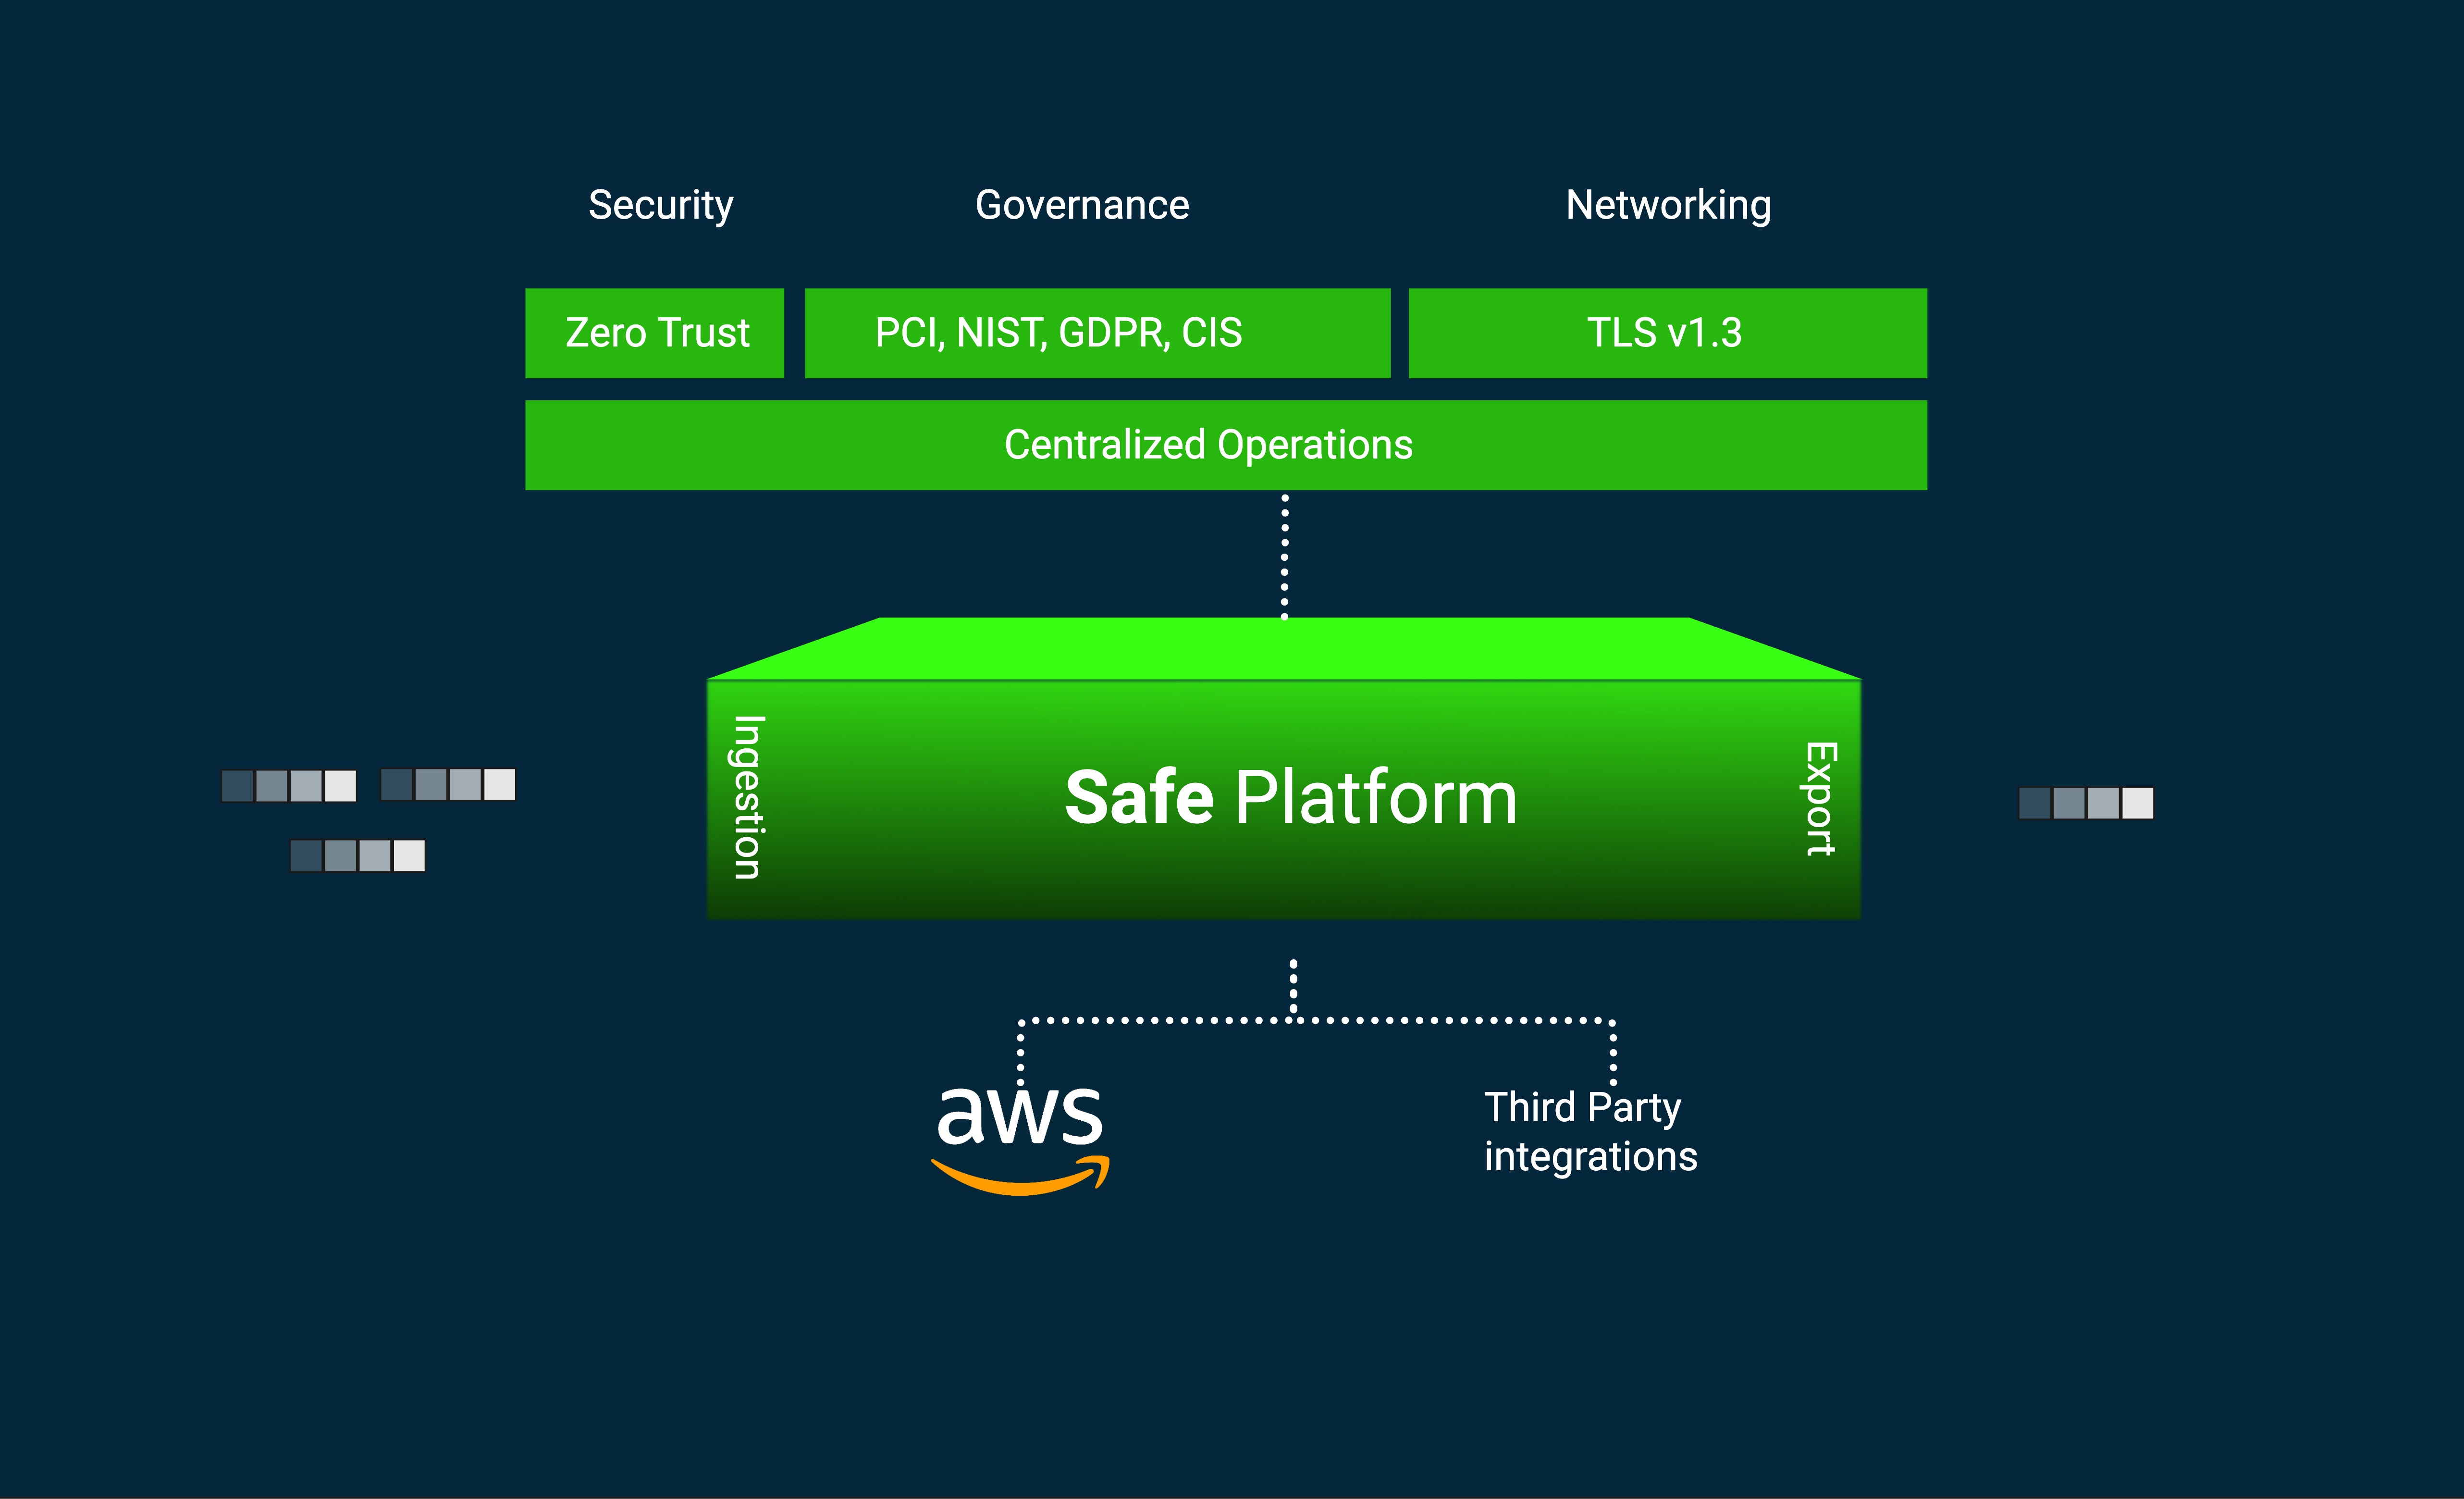 Security
Governance
Networking
Zero Trust
PCI, NIST, GDPR, CIS
TLS v1.3
Centralized Operations
Ingestion
Safe Platform
Export
aws
Third Party
integrations